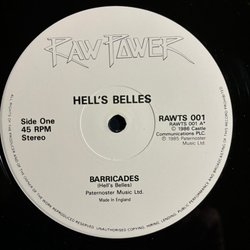 RAW POWER
HELL'S BELLES
Side One
45 RPM
Stereo
RAWTS 001
RAWTS 001 A*
℗ 1986 Castle
Communications PLC
© 1985 Paternoster
Music Ltd.
BARRICADES
(Hell's Belles)
Paternoster Music Ltd.
Made in England